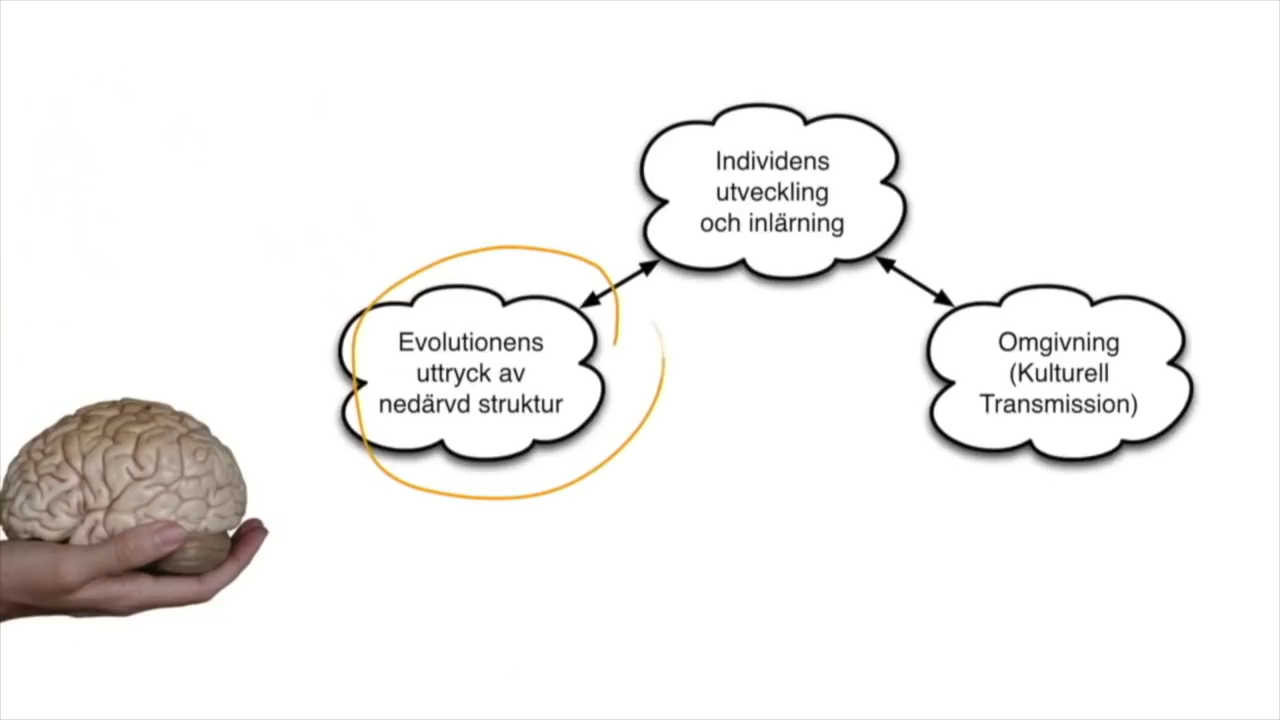 Individens
utveckling
och inlärning
Evolutionens
uttryck av
nedärvd struktur
Omgivning
(Kulturell
Transmission)